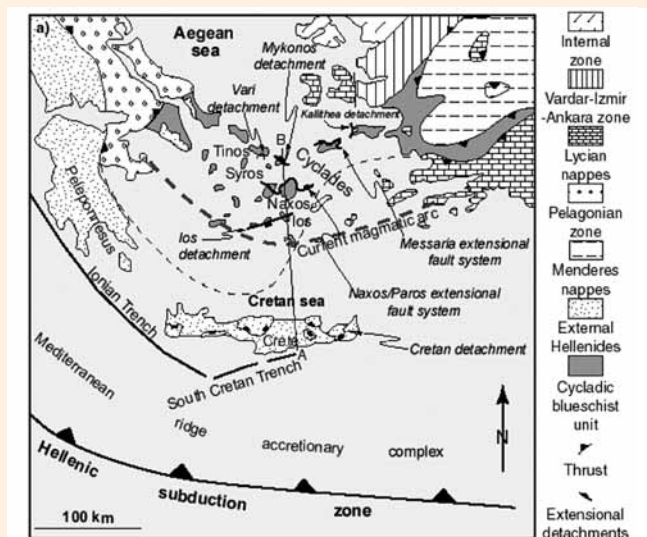 a)
Aegean
sea
Mykonos
detachment
Vari
detachment
Kallithea detachment
B
Tinos
Cyclades
Syros
Naxos
Ios
Peleponnesus
Ios
detachment
Current magmatic arc
Messaria extensional
fault system
Ionian Trench
Naxos/Paros extensional
fault system
Cretan sea
Crete
Cretan detachment
A
South Cretan Trench
Mediterranean
ridge
accretionary
complex
N
Hellenic
subduction
zone
100 km
Internal
zone
Vardar-Izmir
-Ankara zone
Lycian
nappes
Pelagonian
zone
Menderes
nappes
External
Hellenides
Cycladic
blueschist
unit
Thrust
Extensional
detachments